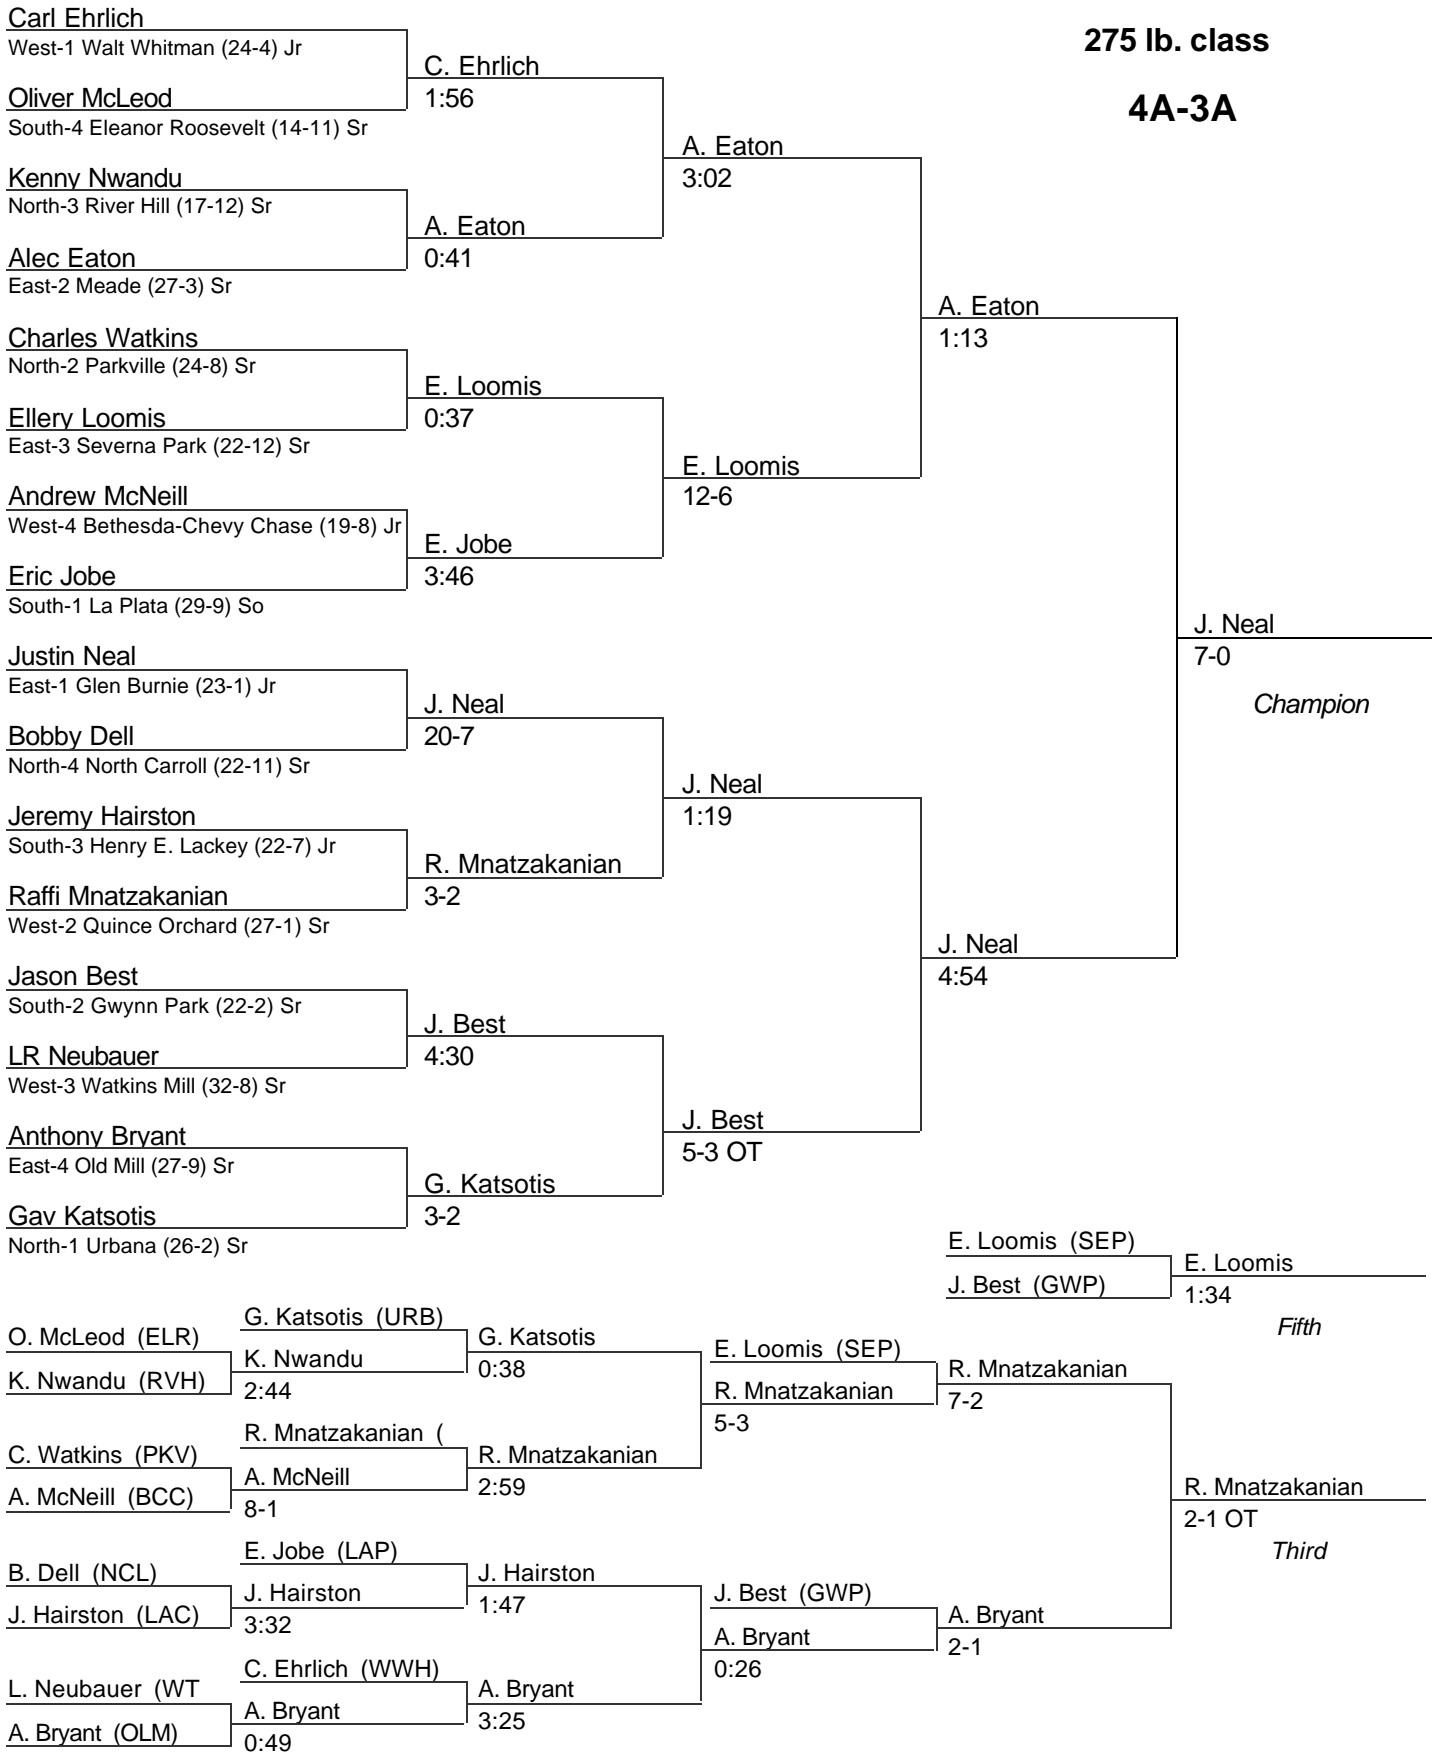 275 lb. class
4A-3A
Carl Ehrlich
West-1 Walt Whitman (24-4) Jr
Oliver McLeod
South-4 Eleanor Roosevelt (14-11) Sr
Kenny Nwandu
North-3 River Hill (17-12) Sr
Alec Eaton
East-2 Meade (27-3) Sr
Charles Watkins
North-2 Parkville (24-8) Sr
Ellery Loomis
East-3 Severna Park (22-12) Sr
Andrew McNeill
West-4 Bethesda-Chevy Chase (19-8) Jr
Eric Jobe
South-1 La Plata (29-9) So
Justin Neal
East-1 Glen Burnie (23-1) Jr
Bobby Dell
North-4 North Carroll (22-11) Sr
Jeremy Hairston
South-3 Henry E. Lackey (22-7) Jr
Raffi Mnatzakanian
West-2 Quince Orchard (27-1) Sr
Jason Best
South-2 Gwynn Park (22-2) Sr
LR Neubauer
West-3 Watkins Mill (32-8) Sr
Anthony Bryant
East-4 Old Mill (27-9) Sr
Gav Katsotis
North-1 Urbana (26-2) Sr
C. Ehrlich
1:56
A. Eaton
0:41
E. Loomis
0:37
E. Jobe
3:46
J. Neal
20-7
R. Mnatzakanian
3-2
J. Best
4:30
G. Katsotis
3-2
A. Eaton
3:02
E. Loomis
12-6
J. Neal
1:19
J. Best
5-3 OT
A. Eaton
1:13
J. Neal
4:54
J. Neal
7-0
Champion
E. Loomis (SEP)
J. Best (GWP)
E. Loomis
1:34
Fifth
O. McLeod (ELR)
K. Nwandu (RVH)
C. Watkins (PKV)
A. McNeill (BCC)
B. Dell (NCL)
J. Hairston (LAC)
L. Neubauer (WT
A. Bryant (OLM)
G. Katsotis (URB)
K. Nwandu
2:44
R. Mnatzakanian (
A. McNeill
8-1
E. Jobe (LAP)
J. Hairston
3:32
C. Ehrlich (WWH)
A. Bryant
0:49
G. Katsotis
0:38
R. Mnatzakanian
2:59
J. Hairston
1:47
A. Bryant
3:25
E. Loomis (SEP)
R. Mnatzakanian
5-3
J. Best (GWP)
A. Bryant
0:26
R. Mnatzakanian
7-2
A. Bryant
2-1
R. Mnatzakanian
2-1 OT
Third